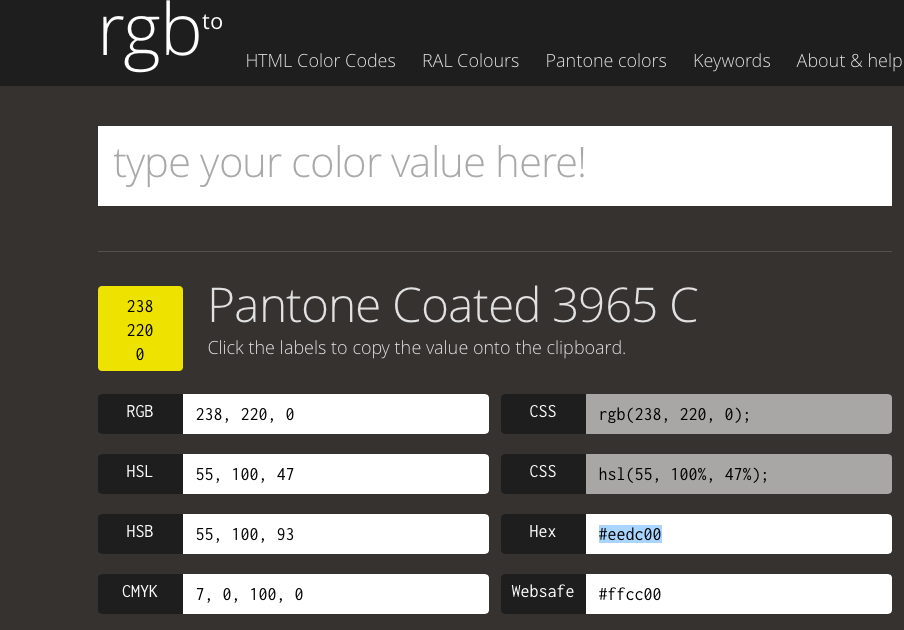 rgb to
HTML Color Codes RAL Colours Pantone colors Keywords About & help
type your color value here!
238
220
0
Pantone Coated 3965 C
Click the labels to copy the value onto the clipboard.
RGB 238, 220, 0 CSS rgb(238, 220, 0);
HSL 55, 100, 47 CSS hsl(55, 100%, 47%);
HSB 55, 100, 93 Hex #eedc00
CMYK 7, 0, 100, 0 Websafe #ffcc00